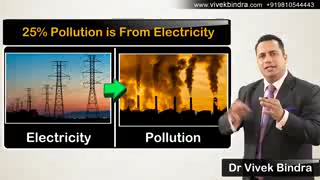 www.vivekbindra.com +919810544443
25% Pollution is From Electricity
Electricity
Pollution
Dr Vivek Bindra